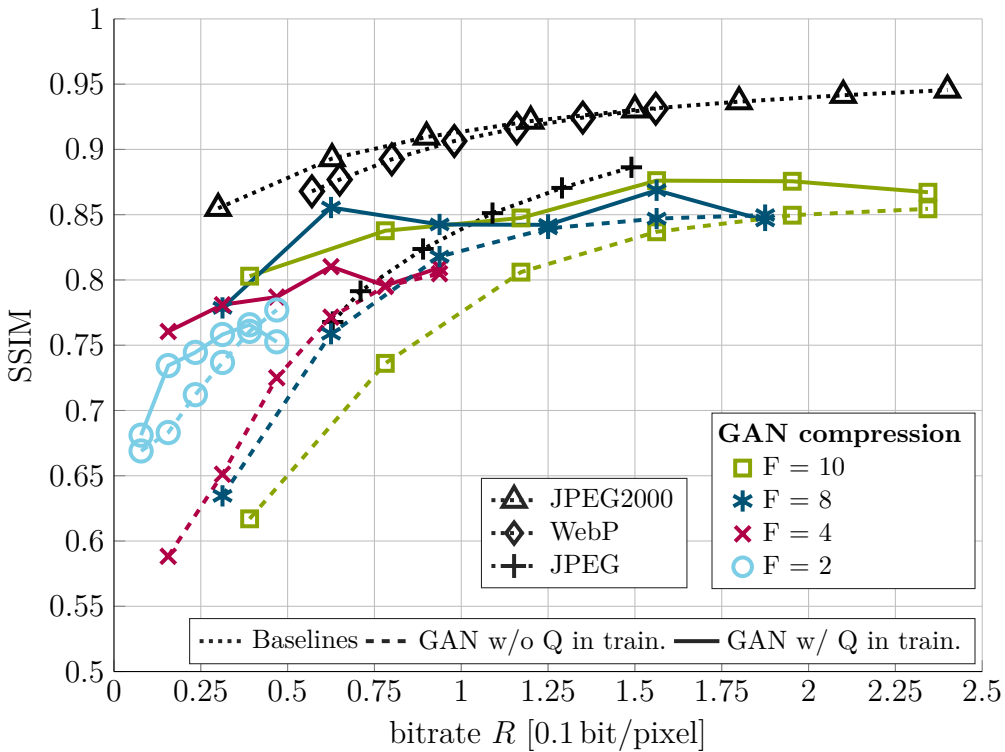 1
0.95
0.9
0.85
0.8
0.75
0.7
0.65
0.6
0.55
0.5
SSIM
GAN compression
F = 10
F = 8
F = 4
F = 2
JPEG2000
WebP
JPEG
Baselines GAN w/o Q in train. GAN w/ Q in train.
0 0.25 0.5 0.75 1 1.25 1.5 1.75 2 2.25 2.5
bitrate R [0.1 bit/pixel]